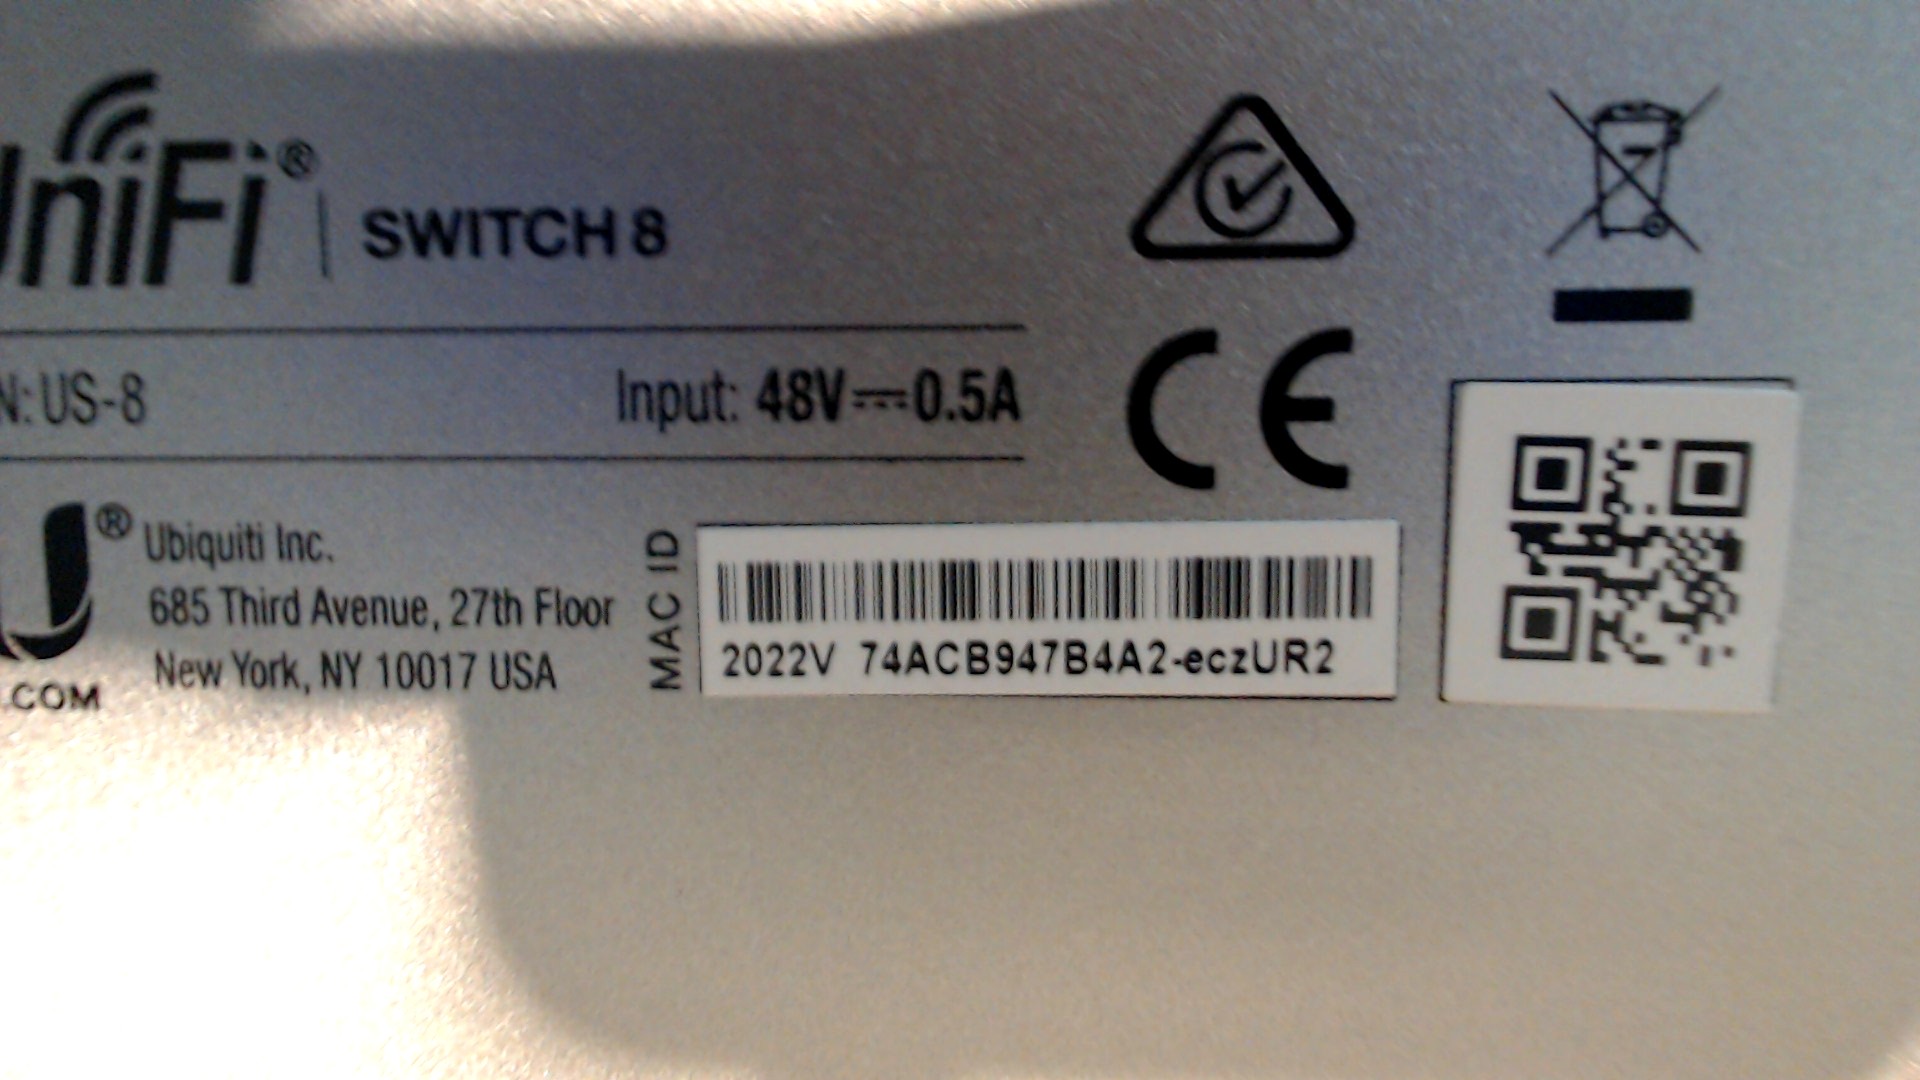 UniFi® | SWITCH 8
N: US-8 Input: 48V⎓0.5A
® Ubiquiti Inc.
685 Third Avenue, 27th Floor
New York, NY 10017 USA
.COM
MAC ID
2022V 74ACB947B4A2-eczUR2
CE